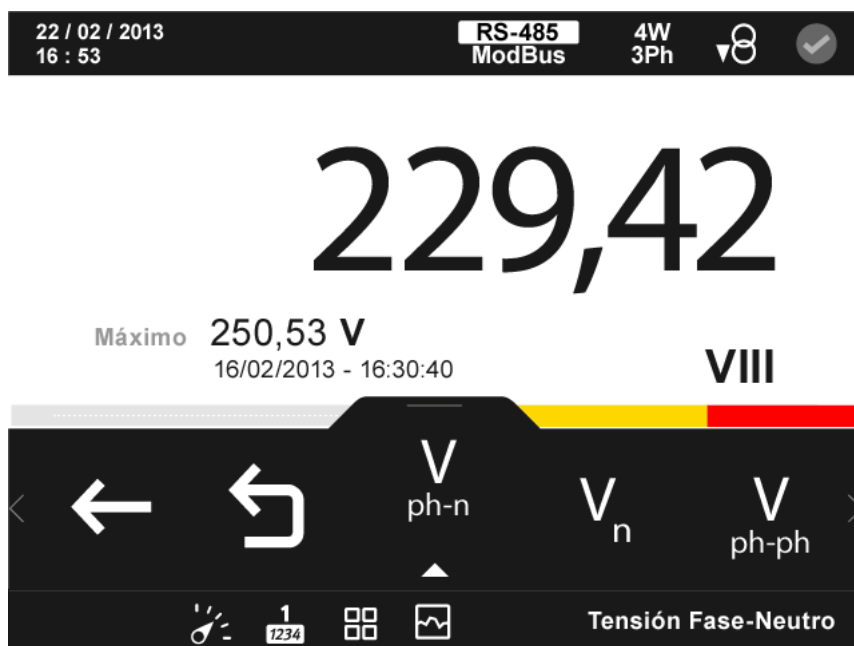 22 / 02 / 2013
16 : 53
RS-485
ModBus
4W
3Ph
229,42
Máximo 250,53 V
16/02/2013 - 16:30:40
VIII
V
ph-n
Vn
V
ph-ph
1
1234
Tensión Fase-Neutro